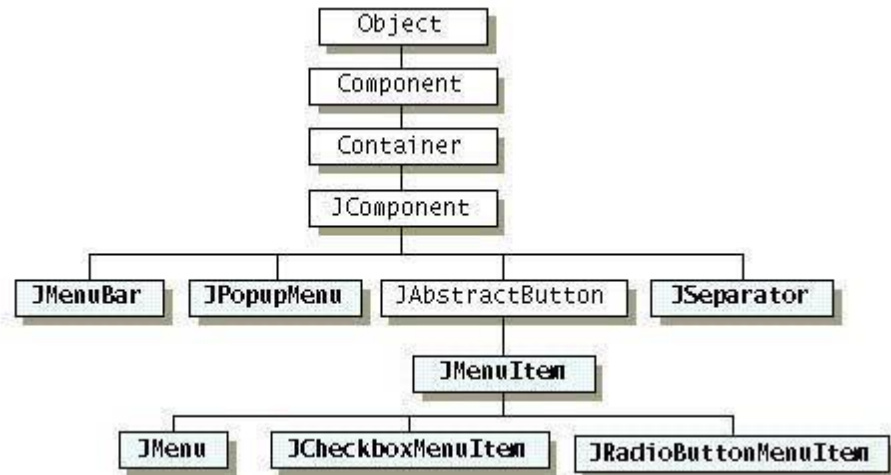 Object
Component
Container
JComponent
JMenuBar JPopupMenu JAbstractButton JSeparator
JMenuItem
JMenu JCheckboxMenuItem JRadioButtonMenuItem